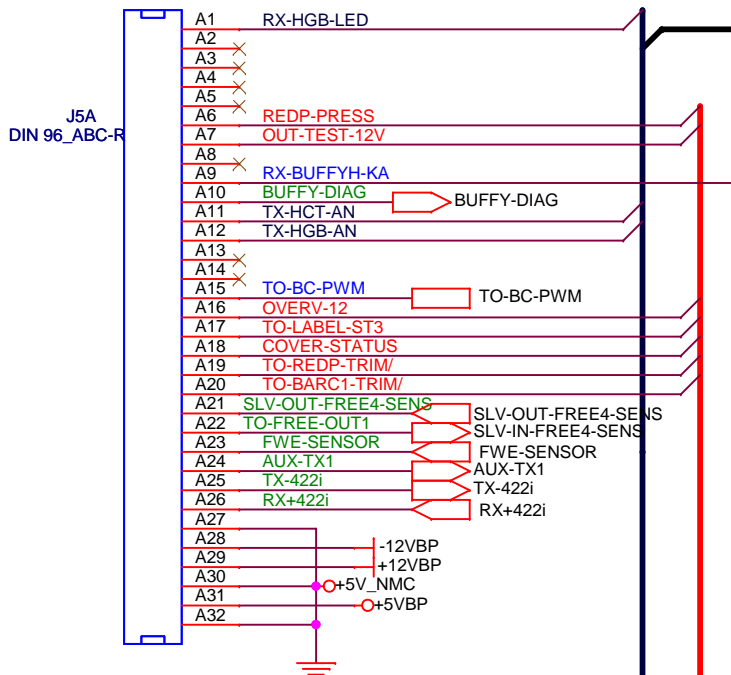 J5A
DIN 96_ABC-R
A1 RX-HGB-LED
A2
A3
A4
A5
A6 REDP-PRESS
A7 OUT-TEST-12V
A8
A9 RX-BUFFYH-KA
A10 BUFFY-DIAG BUFFY-DIAG
A11 TX-HCT-AN
A12 TX-HGB-AN
A13
A14
A15 TO-BC-PWM TO-BC-PWM
A16 OVERV-12
A17 TO-LABEL-ST3
A18 COVER-STATUS
A19 TO-REDP-TRIM/
A20 TO-BARC1-TRIM/
A21 SLV-OUT-FREE4-SENS SLV-OUT-FREE4-SENS
A22 TO-FREE-OUT1 SLV-IN-FREE4-SENS
A23 FWE-SENSOR FWE-SENSOR
A24 AUX-TX1 AUX-TX1
A25 TX-422i TX-422i
A26 RX+422i RX+422i
A27
A28 -12VBP
A29 +12VBP
A30 +5V_NMC
A31 +5VBP
A32